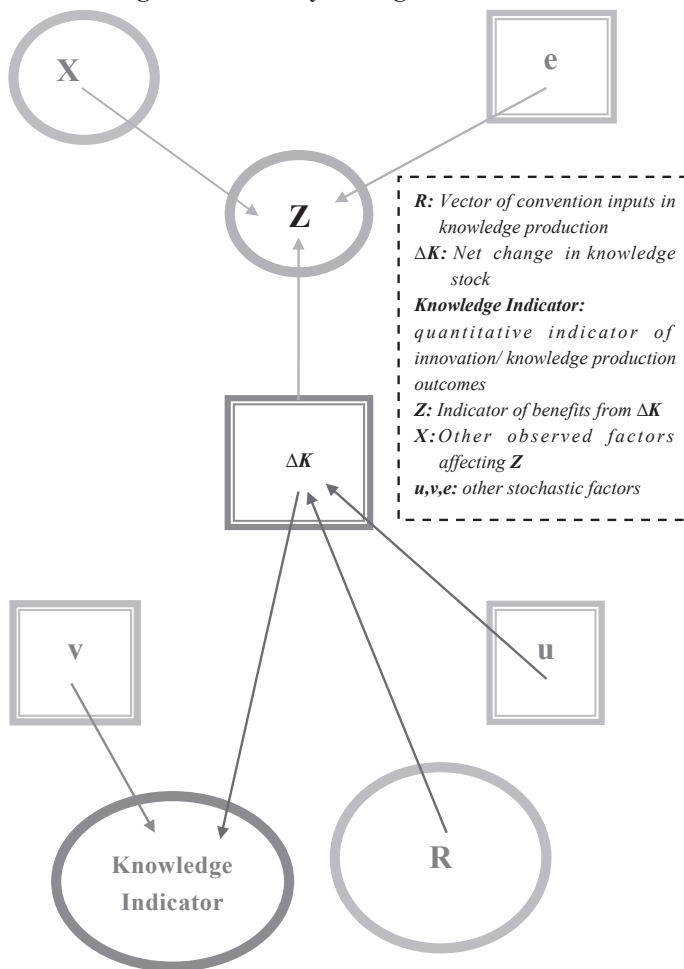 X
e
Z
R: Vector of convention inputs in
knowledge production
ΔK: Net change in knowledge
stock
Knowledge Indicator:
quantitative indicator of
innovation/ knowledge production
outcomes
Z: Indicator of benefits from ΔK
X: Other observed factors
affecting Z
u,v,e: other stochastic factors
ΔK
v
u
Knowledge
Indicator
R